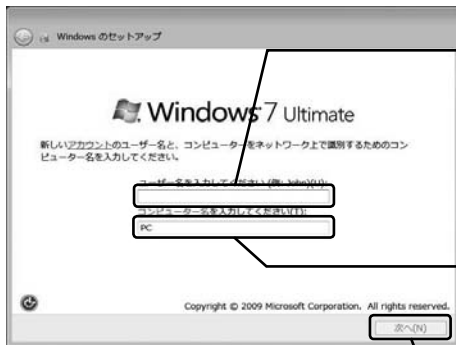 Windows のセットアップ
Windows 7 Ultimate
新しいアカウントのユーザー名と、コンピューターをネットワーク上で識別するためのコン
ピューター名を入力してください。
ユーザー名を入力してください (例: John)(U):
コンピューター名を入力してください(T):
PC
Copyright © 2009 Microsoft Corporation. All rights reserved.
次へ(N)